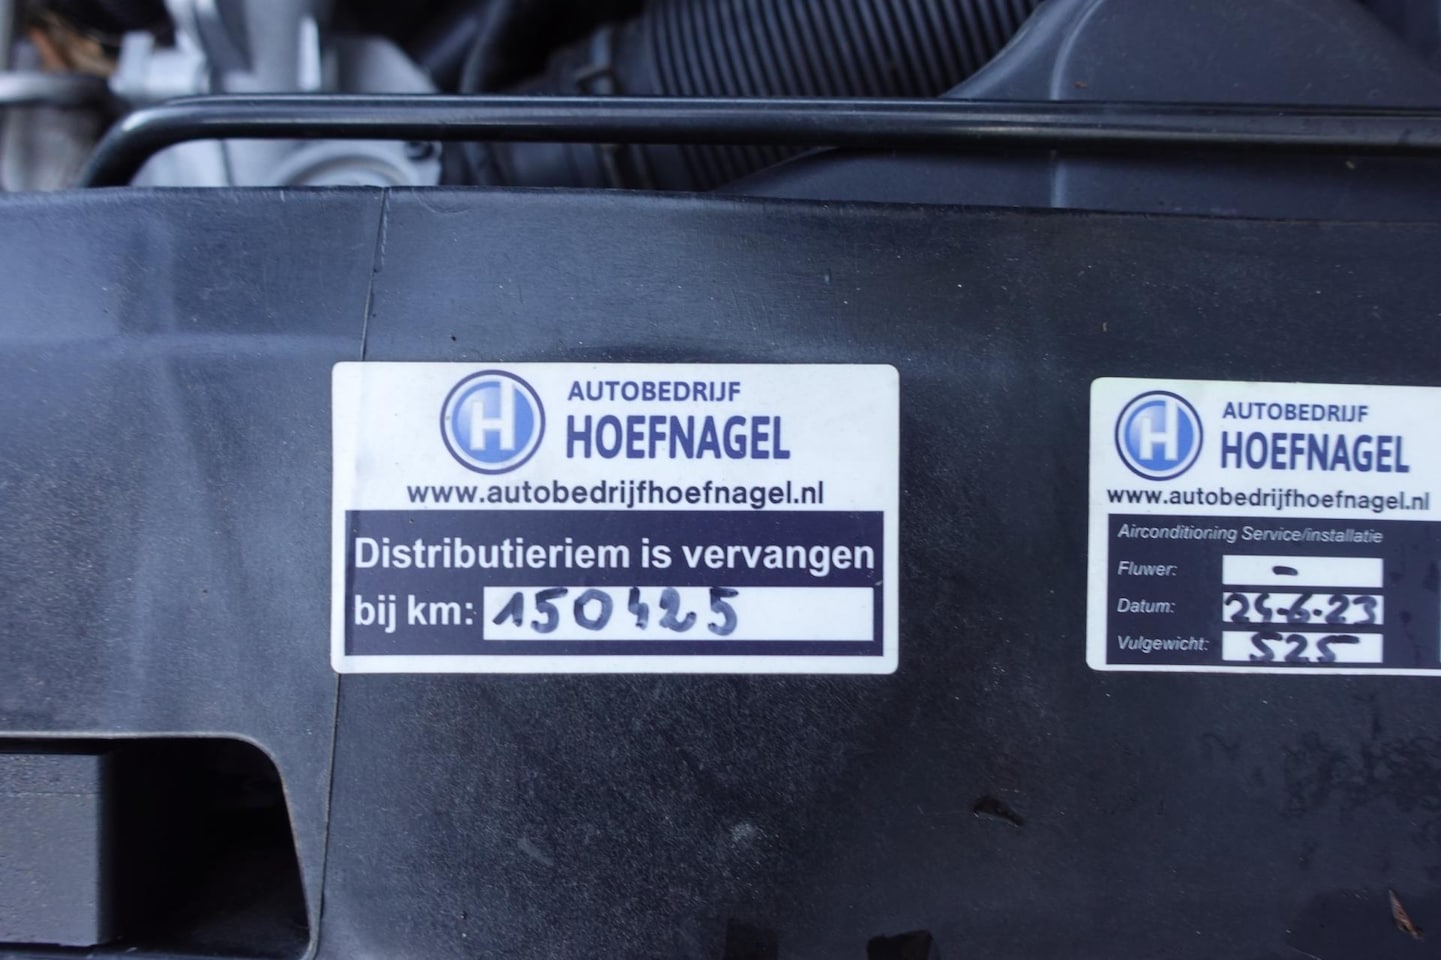 H
AUTOBEDRIJF
HOEFNAGEL
www.autobedrijfhoefnagel.nl
Distributieriem is vervangen
bij km: 150425
H
AUTOBEDRIJF
HOEFNAGEL
www.autobedrijfhoefnagel.nl
Airconditioning Service/installatie
Fluwer: -
Datum: 24-6-23
Vulgewicht: 525